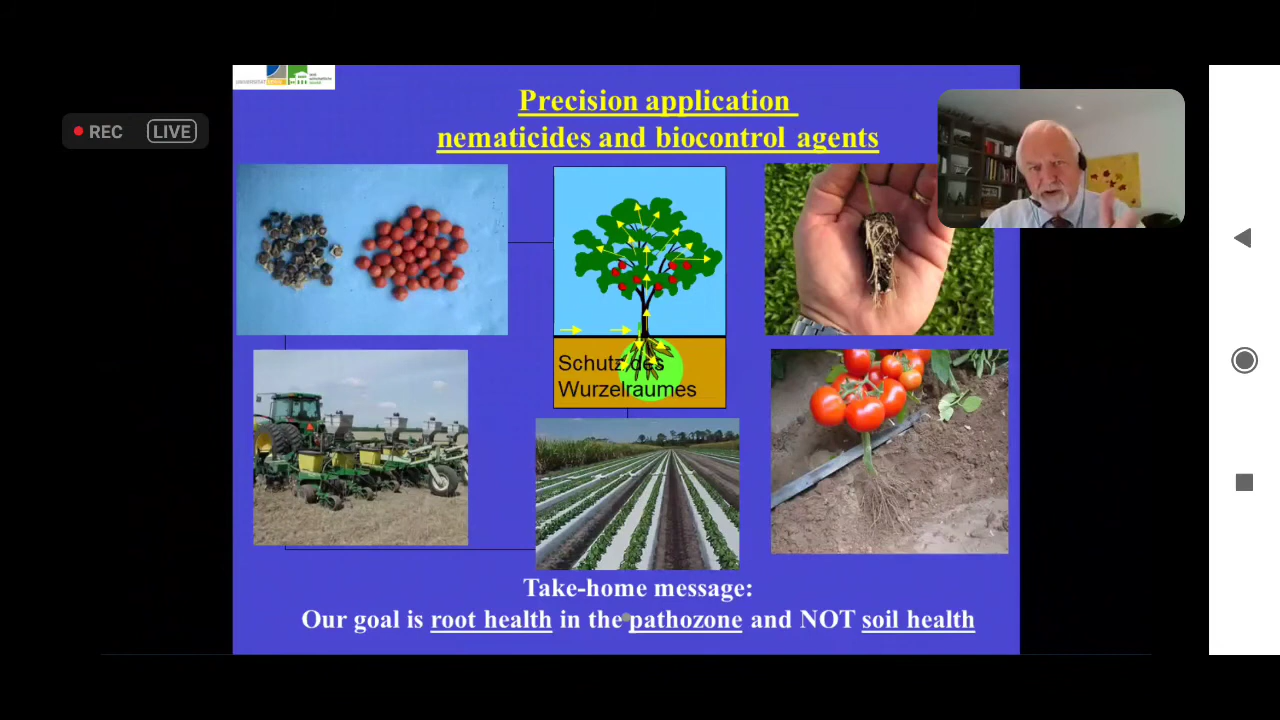 REC LIVE
UNIVERSITÄT
Precision application
nematicides and biocontrol agents
Schutz des
Wurzelraumes
Take-home message:
Our goal is root health in the pathozone and NOT soil health